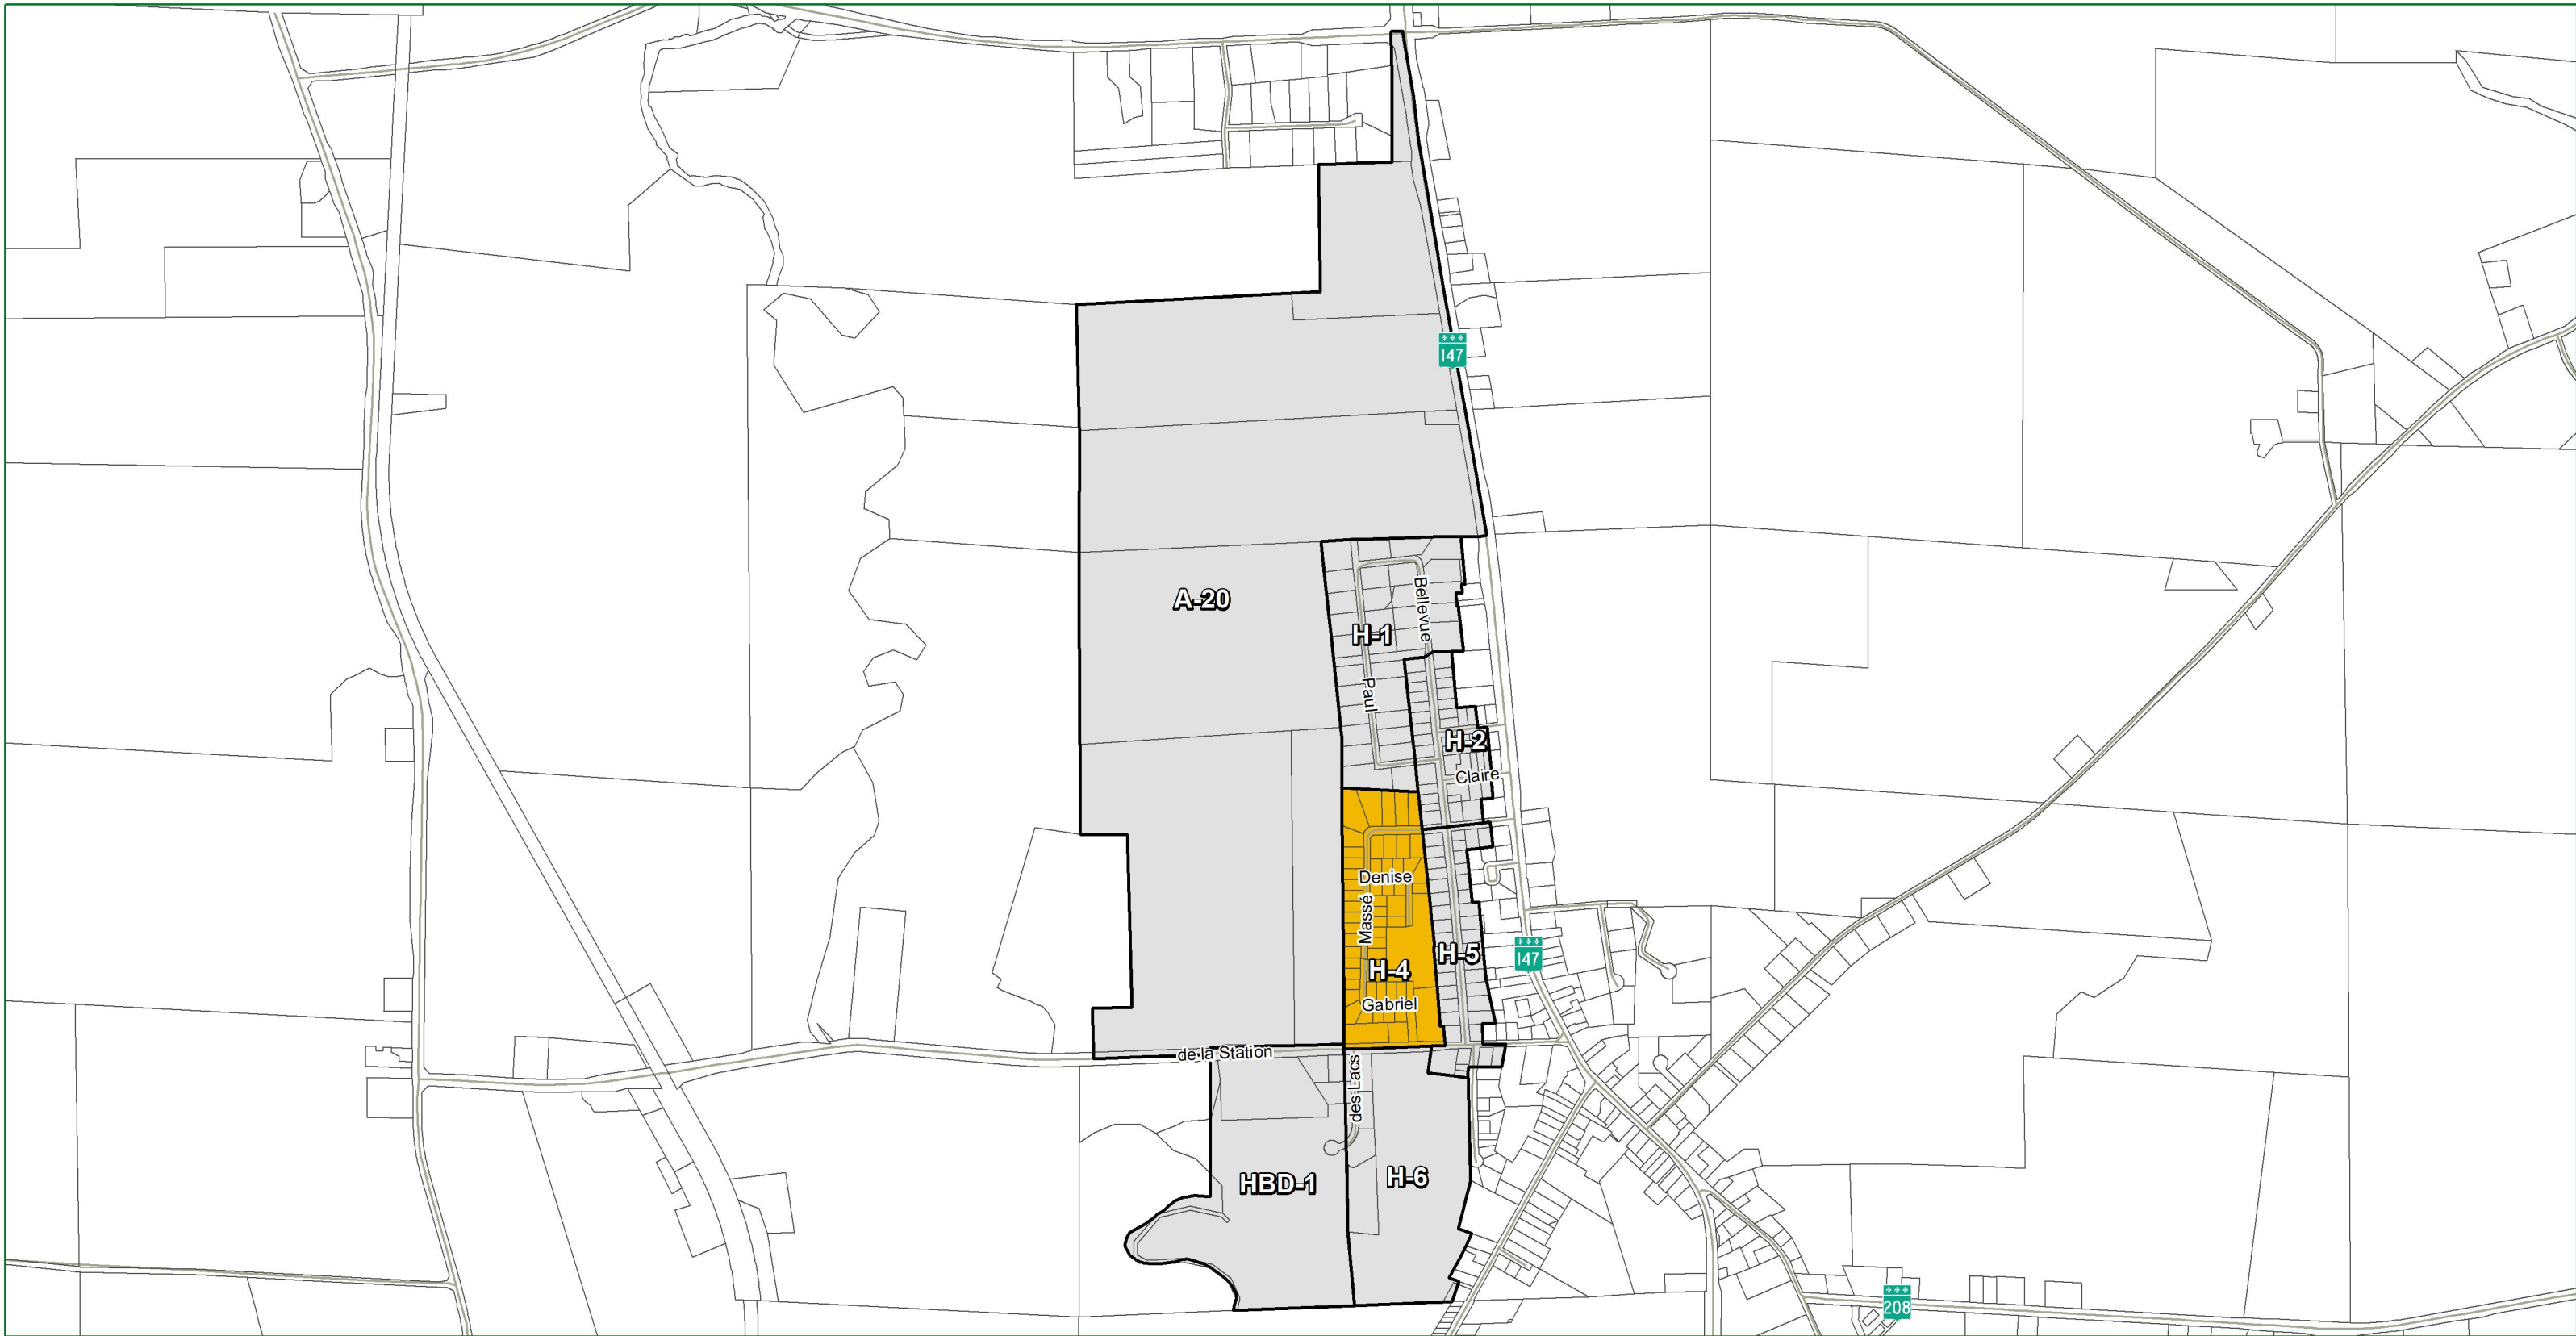 147
A-20
Bellevue
H-1
Paul
H-2
Claire
Denise
Massé
H-5
147
H-4
Gabriel
de la Station
des Lacs
HBD-1
H-6
208